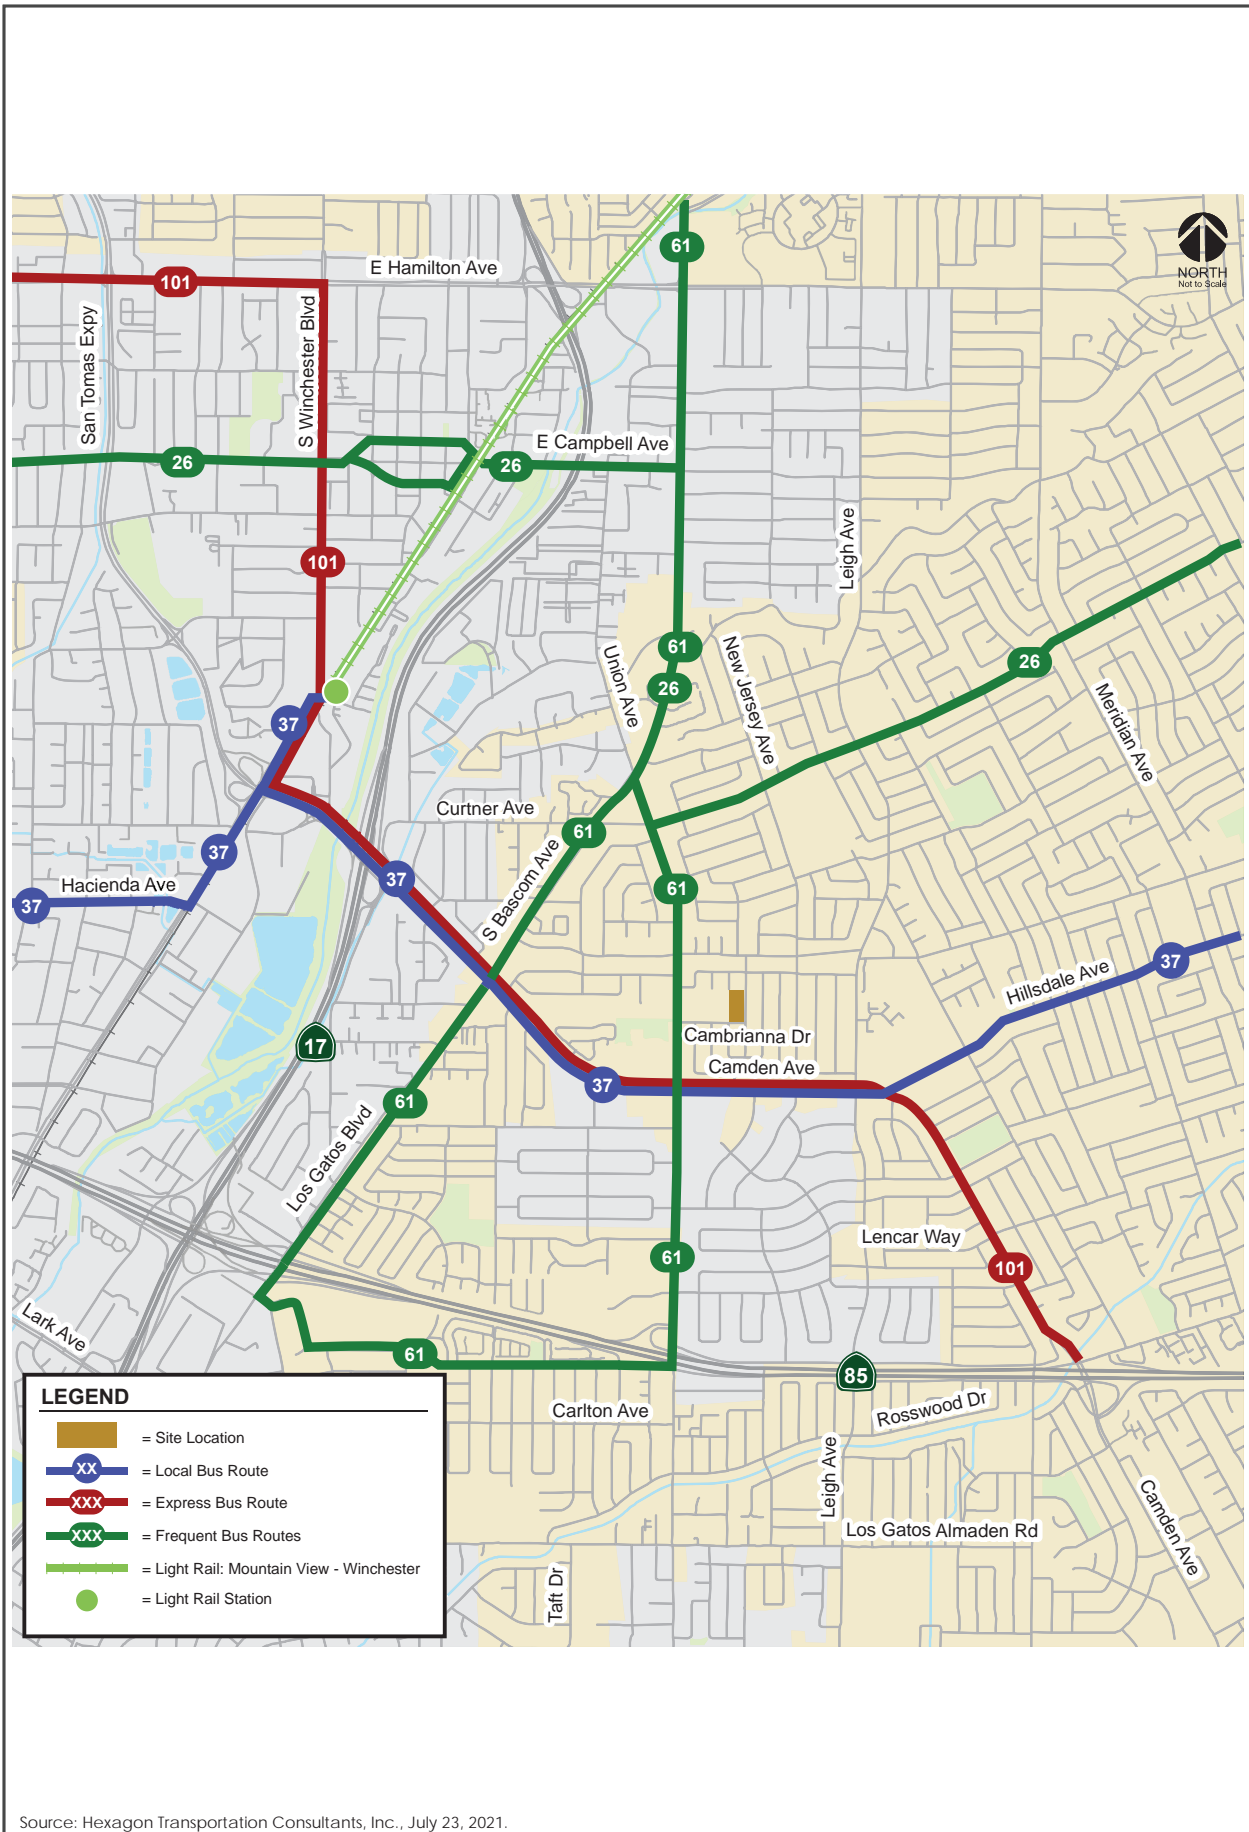 61
NORTH
Not to Scale
E Hamilton Ave
101
San Tomas Expy
S Winchester Blvd
E Campbell Ave
26
26
Leigh Ave
101
61
Union Ave
New Jersey Ave
26
26
Meridian Ave
37
Curtner Ave
61
37
37
Hacienda Ave
61
37
S Bascom Ave
Hillsdale Ave
37
Cambrianna Dr
17
Camden Ave
37
61
Los Gatos Blvd
Lencar Way
61
101
Lark Ave
61
85
Carlton Ave
Rosswood Dr
Leigh Ave
Los Gatos Almaden Rd
Camden Ave
Taft Dr
LEGEND
= Site Location
XX = Local Bus Route
XXX = Express Bus Route
XXX = Frequent Bus Routes
= Light Rail: Mountain View - Winchester
= Light Rail Station
Source: Hexagon Transportation Consultants, Inc., July 23, 2021.